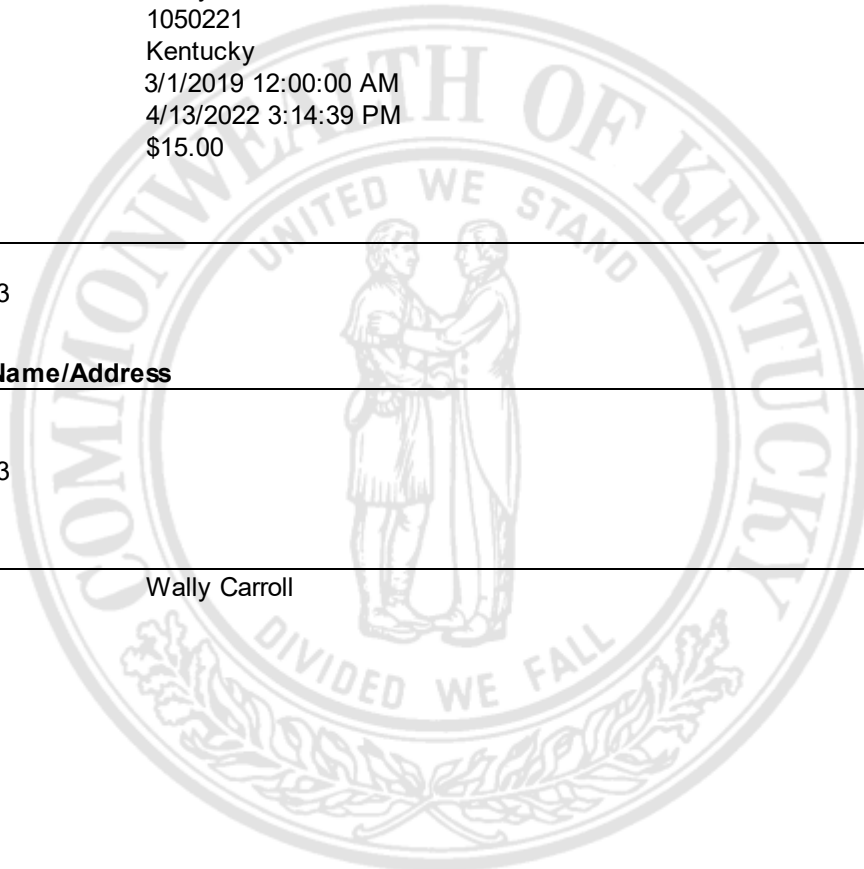 1050221
Kentucky
3/1/2019 12:00:00 AM
4/13/2022 3:14:39 PM
$15.00
COMMONWEALTH OF KENTUCKY
UNITED WE STAND
3
Name/Address
3
Wally Carroll
DIVIDED WE FALL